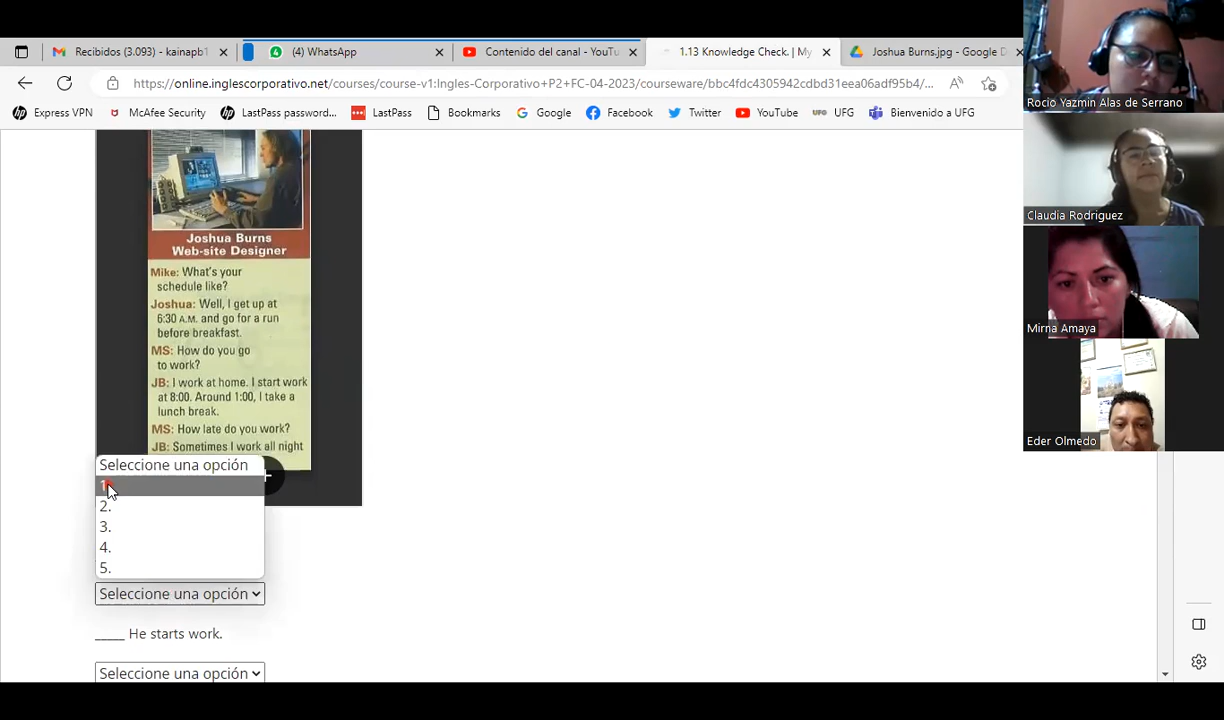 Recibidos (3.093) - kainapb1
(4) WhatsApp
Contenido del canal - YouTu
1.13 Knowledge Check. | My
Joshua Burns.jpg - Google D
https://online.inglescorporativo.net/courses/course-v1:Ingles-Corporativo+P2+FC-04-2023/courseware/bbc4fdc4305942cdbd31eea06adf95b4/...
Express VPN
McAfee Security
LastPass password...
LastPass
Bookmarks
Google
Facebook
Twitter
YouTube
UFG
Bienvenido a UFG
Rocio Yazmin Alas de Serrano
Claudia Rodriguez
Mirna Amaya
Eder Olmedo
Joshua Burns
Web-site Designer
Mike: What's your
schedule like?
Joshua: Well, I get up at
6:30 A.M. and go for a run
before breakfast.
MS: How do you go
to work?
JB: I work at home. I start work
at 8:00. Around 1:00, I take a
lunch break.
MS: How late do you work?
JB: Sometimes I work all night
Seleccione una opción
1.
2.
3.
4.
5.
Seleccione una opción
_____ He starts work.
Seleccione una opción